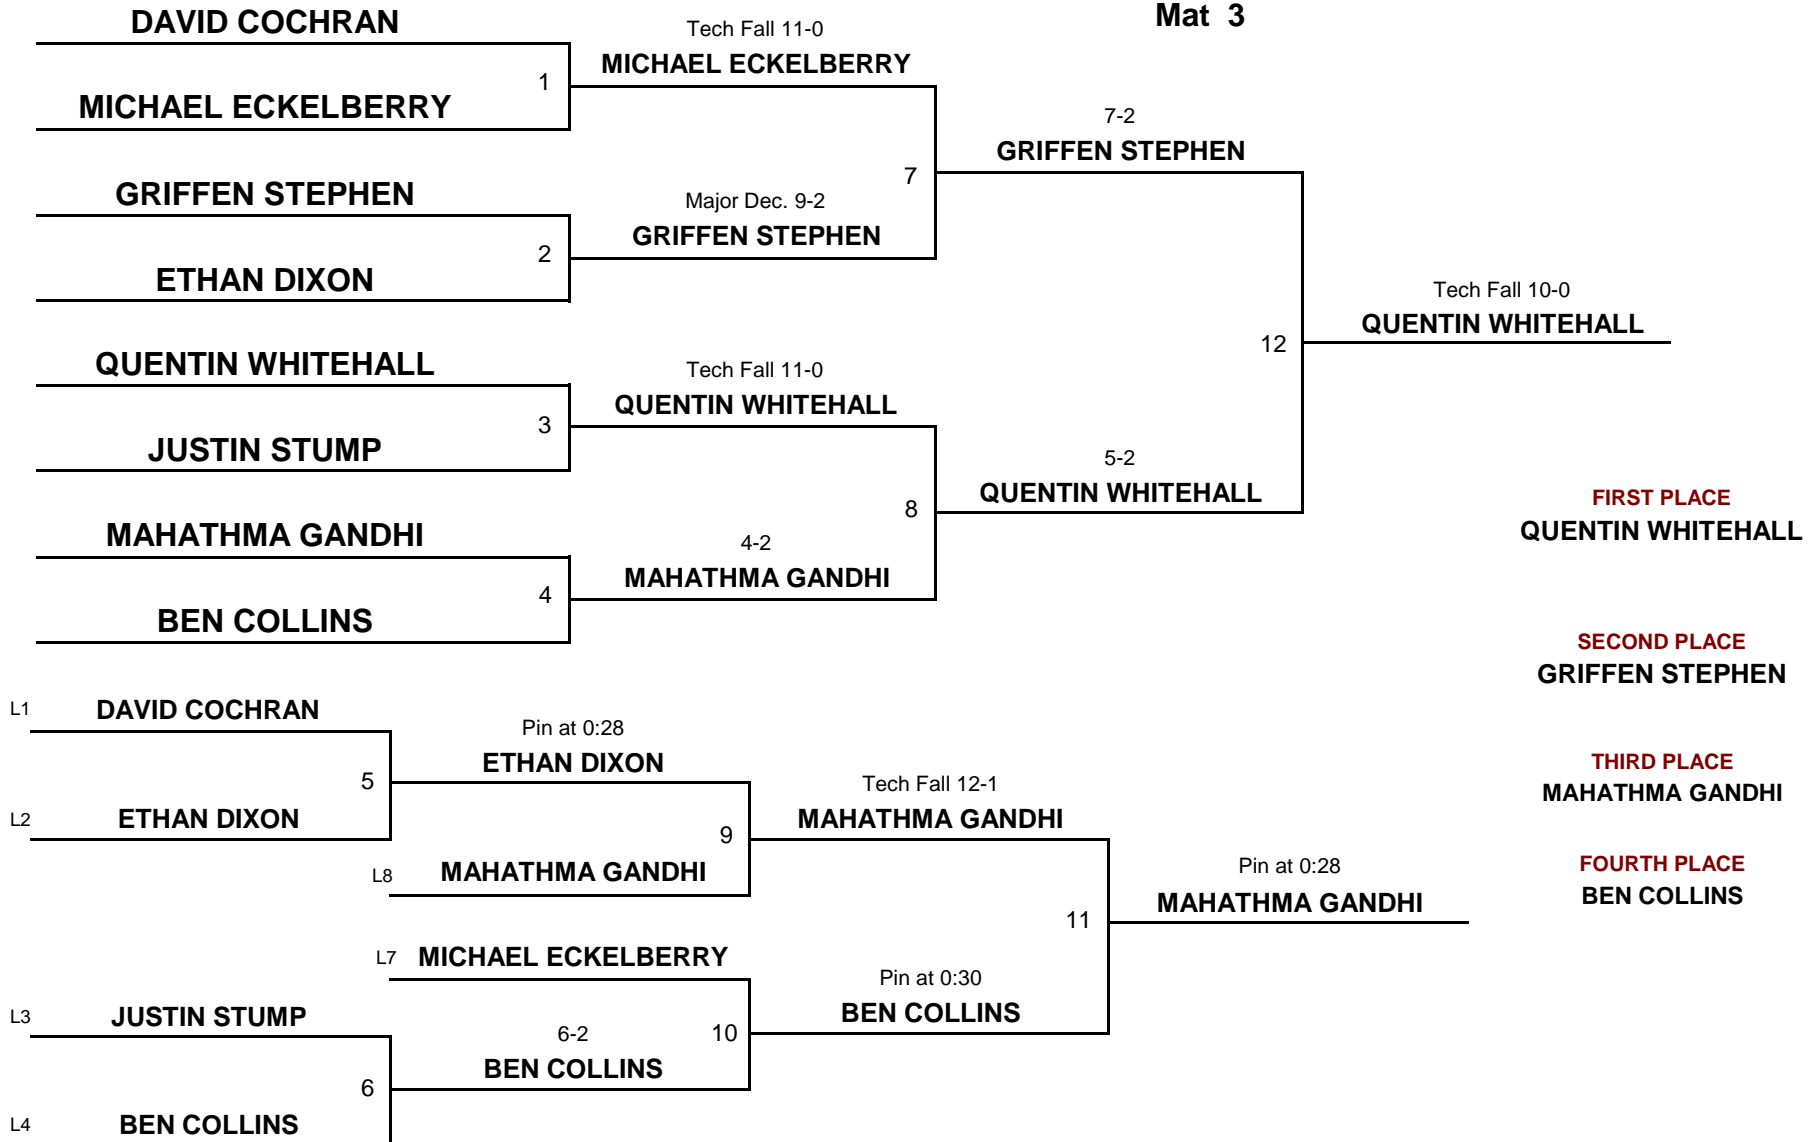 DAVID COCHRAN
Tech Fall 11-0
Mat 3
MICHAEL ECKELBERRY
1
MICHAEL ECKELBERRY
7-2
GRIFFEN STEPHEN
GRIFFEN STEPHEN
7
Major Dec. 9-2
GRIFFEN STEPHEN
2
ETHAN DIXON
Tech Fall 10-0
QUENTIN WHITEHALL
12
QUENTIN WHITEHALL
Tech Fall 11-0
QUENTIN WHITEHALL
3
JUSTIN STUMP
5-2
QUENTIN WHITEHALL
FIRST PLACE
QUENTIN WHITEHALL
8
MAHATHMA GANDHI
4-2
MAHATHMA GANDHI
4
BEN COLLINS
SECOND PLACE
GRIFFEN STEPHEN
L1 DAVID COCHRAN
Pin at 0:28
ETHAN DIXON
5
THIRD PLACE
MAHATHMA GANDHI
Tech Fall 12-1
MAHATHMA GANDHI
L2 ETHAN DIXON
9
L8 MAHATHMA GANDHI
Pin at 0:28
MAHATHMA GANDHI
FOURTH PLACE
BEN COLLINS
11
L7 MICHAEL ECKELBERRY
Pin at 0:30
BEN COLLINS
L3 JUSTIN STUMP
6-2
10
BEN COLLINS
6
L4 BEN COLLINS